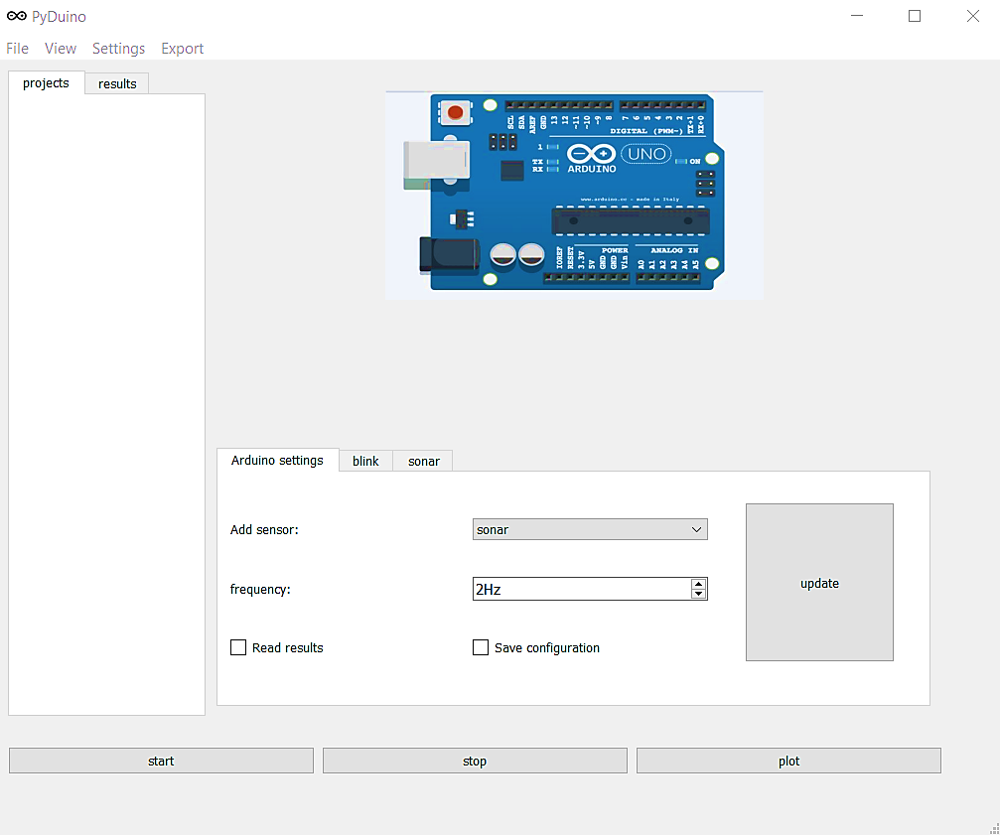 PyDuino
File View Settings Export
projects results
SCL SDA AREF GND 13 12 ~11 ~10 ~9 8 7 6 5 4 3 2 TX→1 RX←0
DIGITAL (PWM~)
1
TX
RX
UNO
ON
ARDUINO
www.arduino.cc - made in Italy
POWER ANALOG IN
IOREF RESET 3.3V 5V GND GND Vin A0 A1 A2 A3 A4 A5
Arduino settings blink sonar
Add sensor: sonar
update
frequency: 2Hz
Read results Save configuration
start stop plot